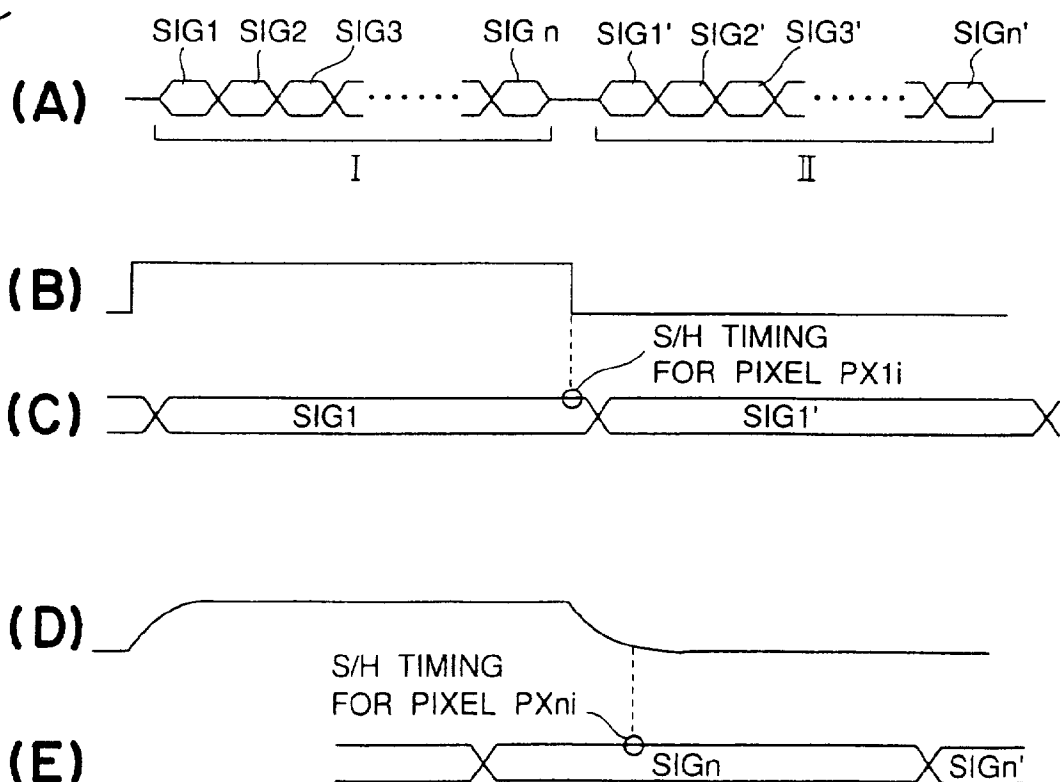 SIG1 SIG2 SIG3 SIG n SIG1' SIG2' SIG3' SIGn'
(A)
I II
(B)
S/H TIMING
FOR PIXEL PX1i
(C) SIG1 SIG1'
(D)
S/H TIMING
FOR PIXEL PXni
(E) SIGn SIGn'